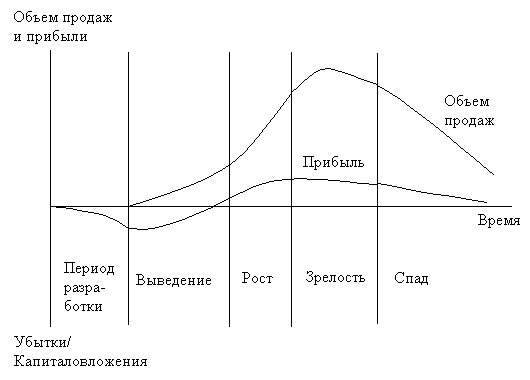 Объем продаж
и прибыли
Объем
продаж
Прибыль
Время
Период
разра-
ботки
Выведение
Рост
Зрелость
Спад
Убытки/
Капиталовложения